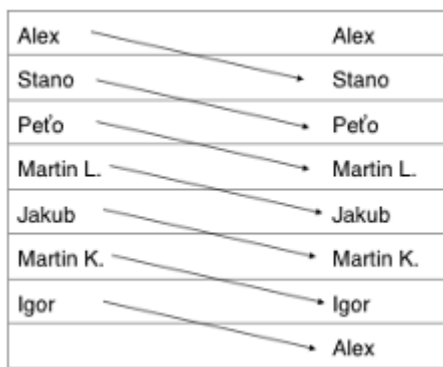 Alex Alex
Stano Stano
Peťo Peťo
Martin L. Martin L.
Jakub Jakub
Martin K. Martin K.
Igor Igor
Alex